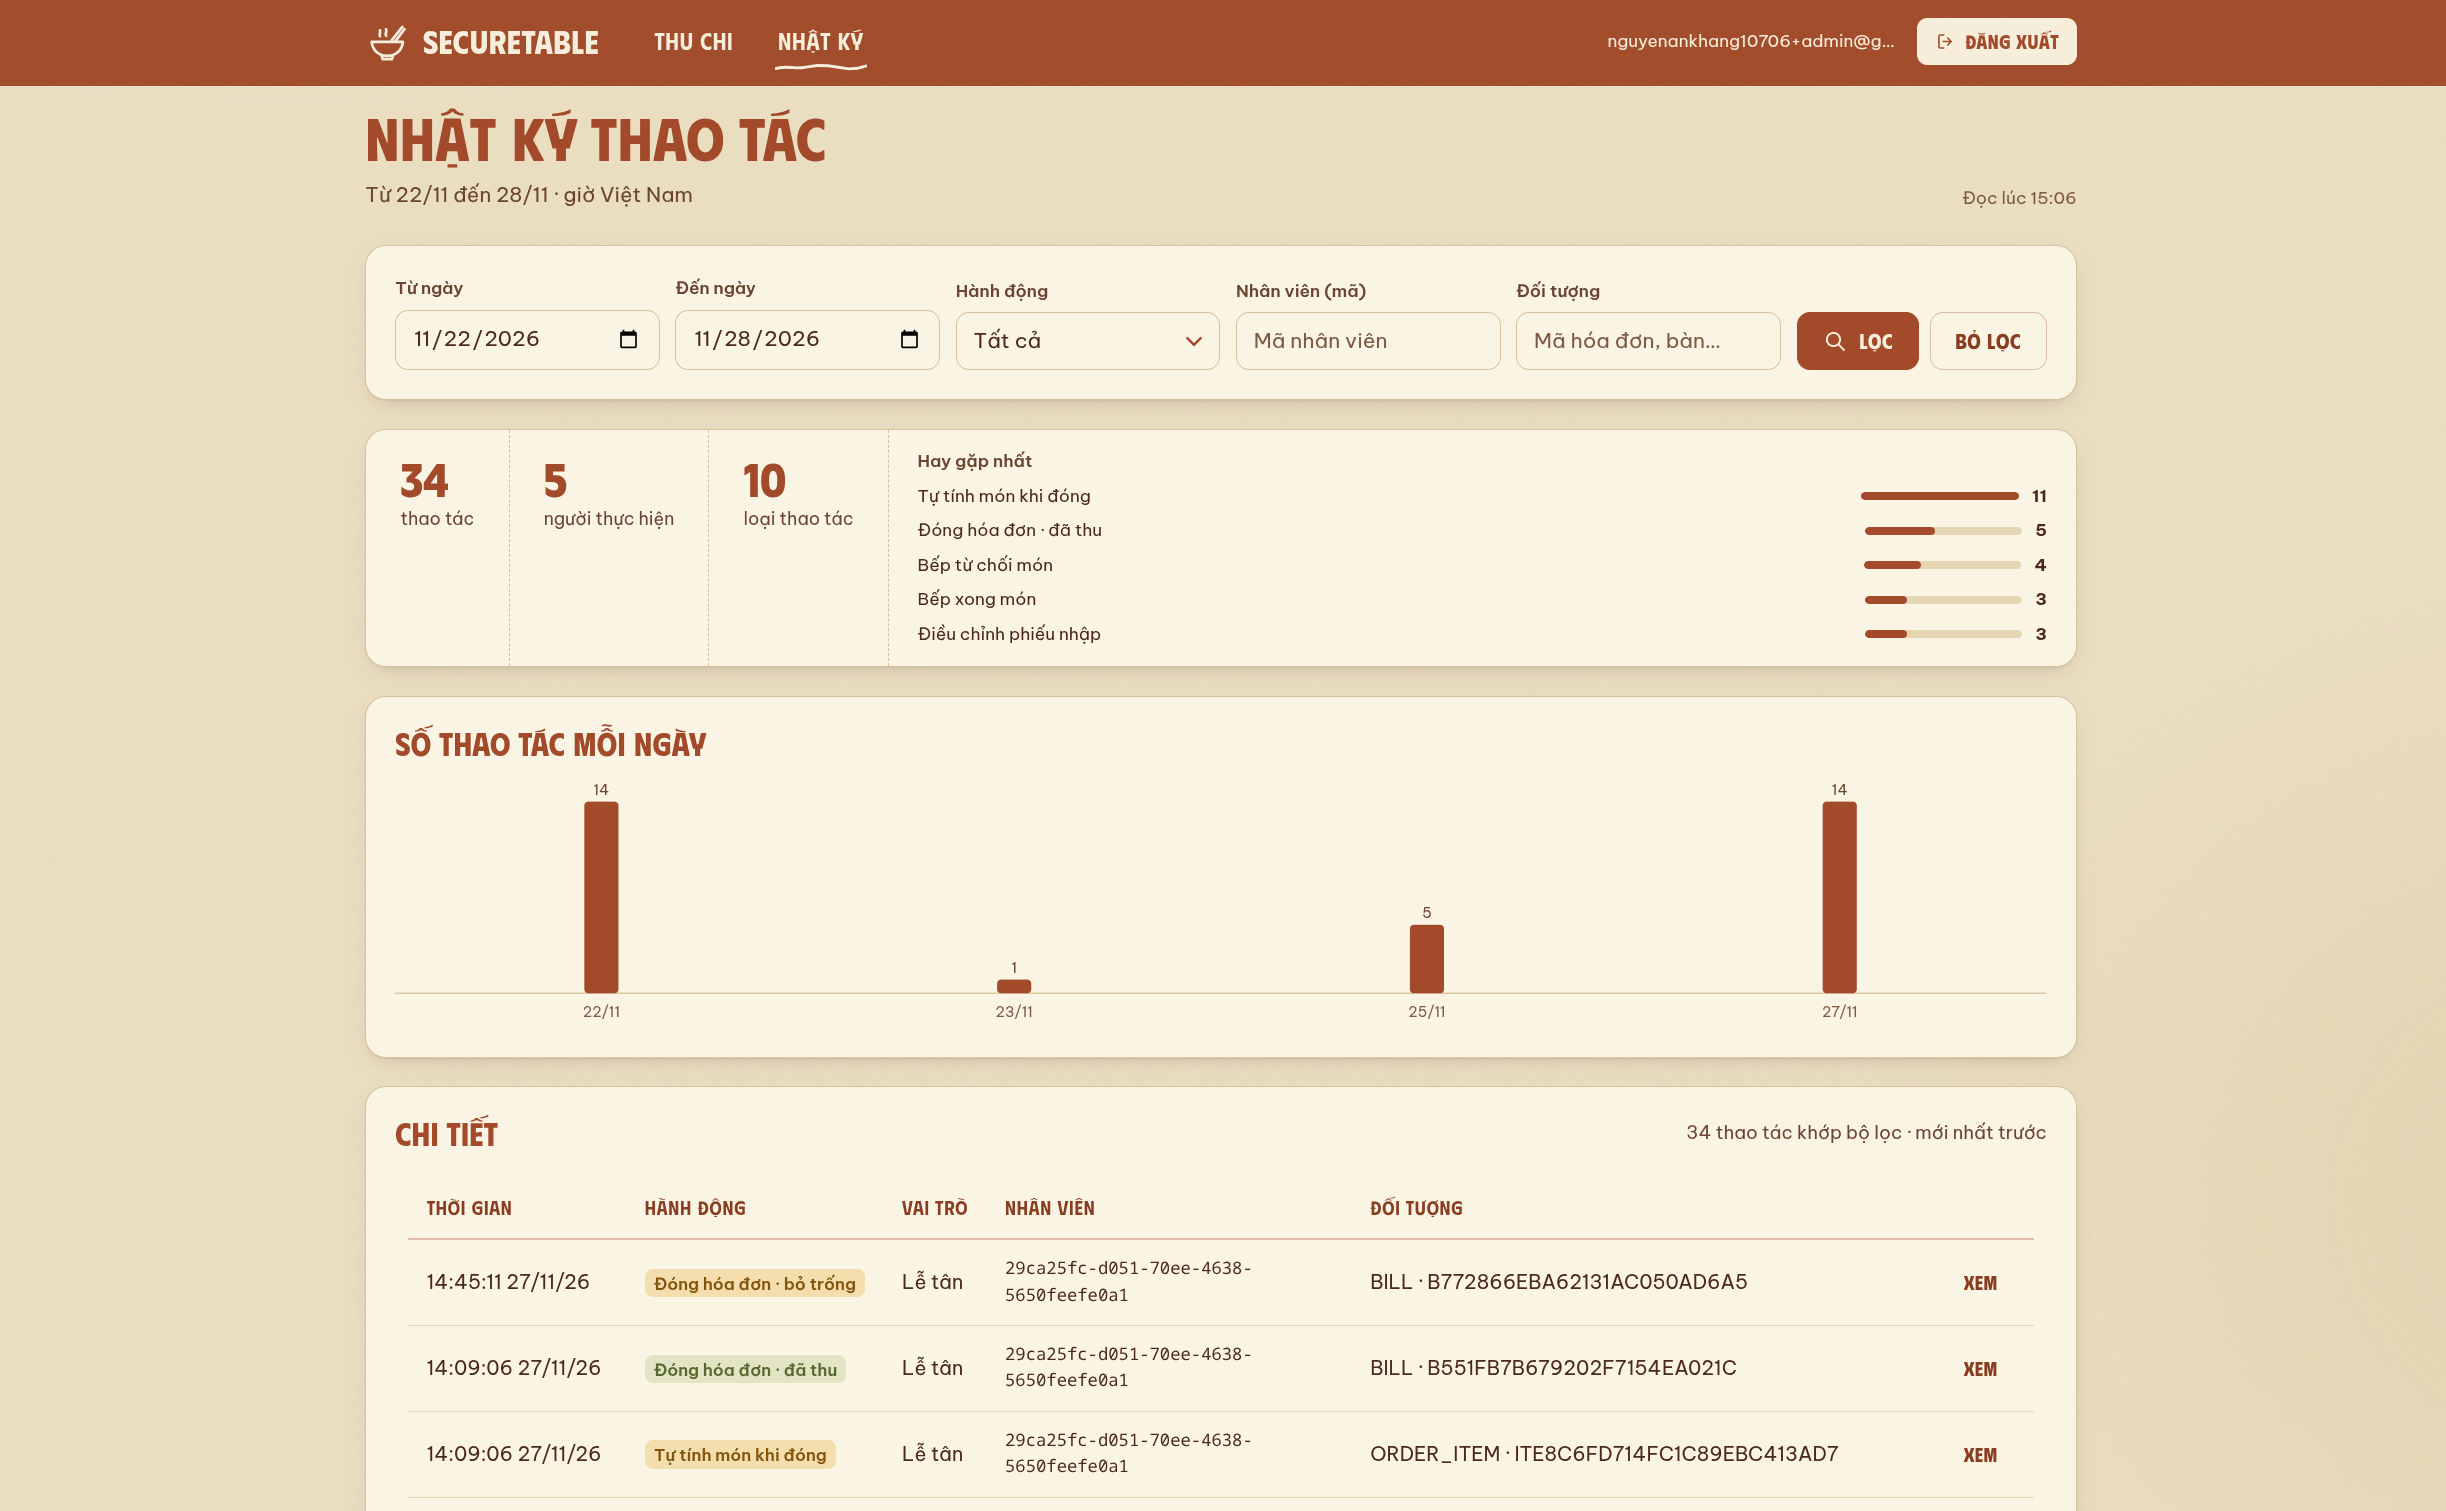 SECURETABLE THU CHI NHẬT KÝ nguyenankhang10706+admin@g... ĐĂNG XUẤT
NHẬT KÝ THAO TÁC
Từ 22/11 đến 28/11 · giờ Việt Nam
Đọc lúc 15:06
Từ ngày Đến ngày Hành động Nhân viên (mã) Đối tượng
11/22/2026 11/28/2026 Tất cả Mã nhân viên Mã hóa đơn, bàn... LỌC BỎ LỌC
34 thao tác
5 người thực hiện
10 loại thao tác
Hay gặp nhất
Tự tính món khi đóng 11
Đóng hóa đơn · đã thu 5
Bếp từ chối món 4
Bếp xong món 3
Điều chỉnh phiếu nhập 3
SỐ THAO TÁC MỖI NGÀY
14 1 5 14
22/11 23/11 25/11 27/11
CHI TIẾT
34 thao tác khớp bộ lọc · mới nhất trước
THỜI GIAN HÀNH ĐỘNG VAI TRÒ NHÂN VIÊN ĐỐI TƯỢNG
14:45:11 27/11/26 Đóng hóa đơn · bỏ trống Lễ tân 29ca25fc-d051-70ee-4638-
5650feefe0a1 BILL · B772866EBA62131AC050AD6A5 XEM
14:09:06 27/11/26 Đóng hóa đơn · đã thu Lễ tân 29ca25fc-d051-70ee-4638-
5650feefe0a1 BILL · B551FB7B679202F7154EA021C XEM
14:09:06 27/11/26 Tự tính món khi đóng Lễ tân 29ca25fc-d051-70ee-4638-
5650feefe0a1 ORDER_ITEM · ITE8C6FD714FC1C89EBC413AD7 XEM